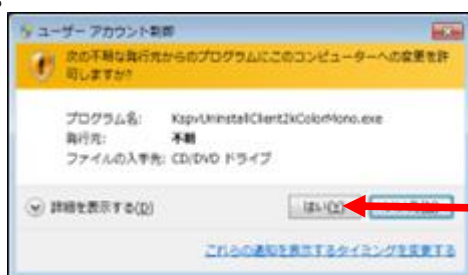 ユーザー アカウント制御
次の不明な発行元からのプログラムにこのコンピューターへの変更を許
可しますか?
プログラム名: KspvUninstallClient2kColorMono.exe
発行元: 不明
ファイルの入手先: CD/DVD ドライブ
詳細を表示する(D)
はい(Y)
これらの通知を表示するタイミングを変更する